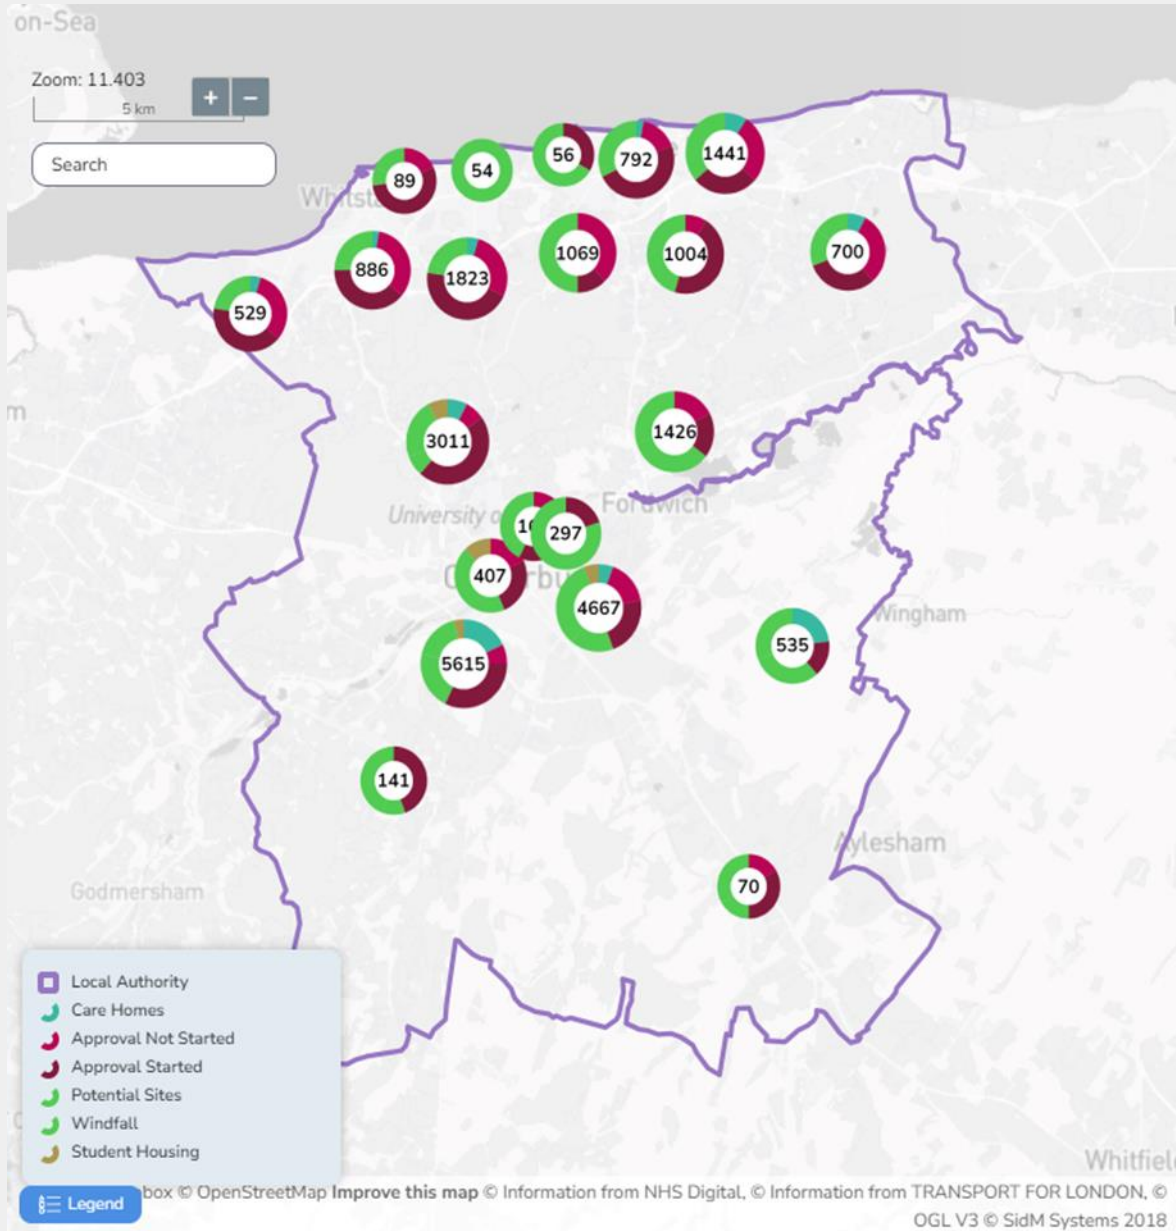 on-Sea
Zoom: 11.403
+ −
5 km
Search
56
792
1441
54
89
Whitsta
1069
1004
700
886
1823
529
3011
1426
University o
Fordwich
297
407
4667
Wingham
535
5615
141
Aylesham
70
Godmersham
Local Authority
Care Homes
Approval Not Started
Approval Started
Potential Sites
Windfall
Student Housing
Whitfiel
Legend
box © OpenStreetMap Improve this map © Information from NHS Digital, © Information from TRANSPORT FOR LONDON, ©
OGL V3 © SidM Systems 2018